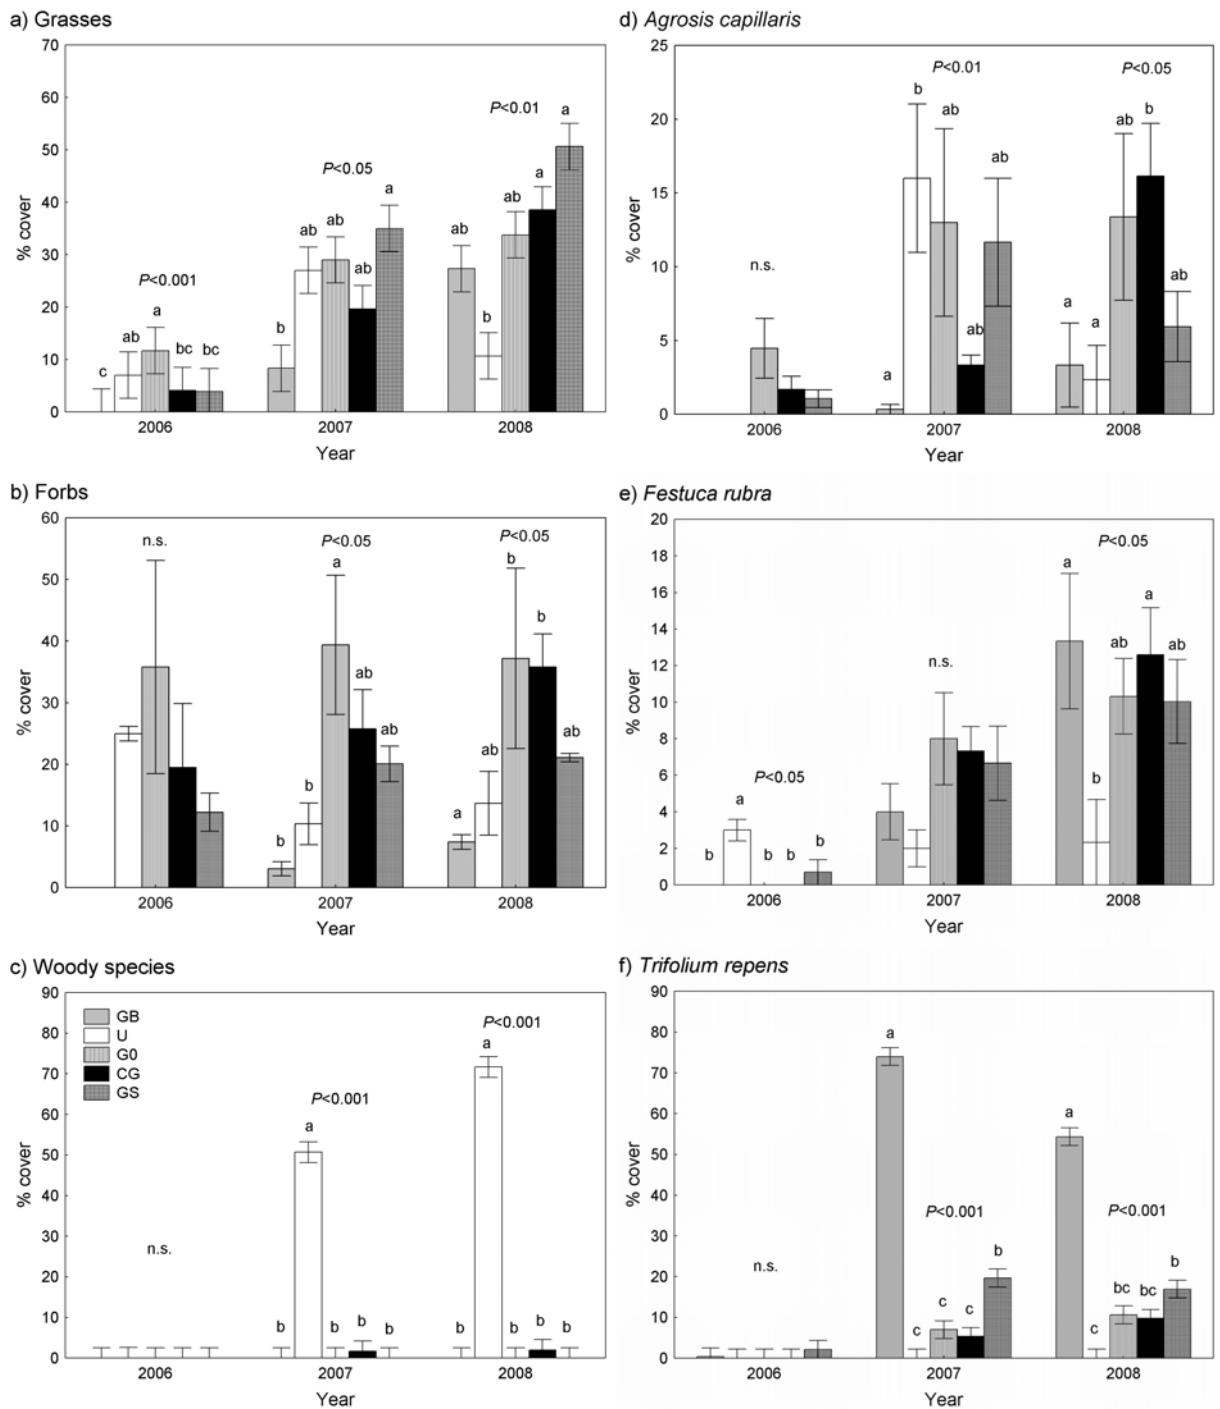 a) Grasses
70
60
50
40
30
20
10
0
% cover
P<0.001
c
ab
a
bc
bc
P<0.05
b
ab
ab
ab
a
P<0.01
ab
b
ab
a
a
2006
2007
2008
Year
b) Forbs
60
50
40
30
20
10
0
% cover
n.s.
P<0.05
b
b
a
ab
ab
P<0.05
a
ab
b
b
ab
2006
2007
2008
Year
c) Woody species
90
80
70
60
50
40
30
20
10
0
% cover
GB
U
G0
CG
GS
n.s.
P<0.001
b
a
b
b
b
P<0.001
b
a
b
b
b
2006
2007
2008
Year
d) Agrosis capillaris
25
20
15
10
5
0
% cover
n.s.
P<0.01
a
b
ab
ab
ab
P<0.05
a
a
ab
b
ab
2006
2007
2008
Year
e) Festuca rubra
20
18
16
14
12
10
8
6
4
2
0
% cover
P<0.05
b
a
b
b
b
n.s.
P<0.05
a
b
ab
a
ab
2006
2007
2008
Year
f) Trifolium repens
90
80
70
60
50
40
30
20
10
0
% cover
n.s.
a
P<0.001
c
c
c
b
a
P<0.001
c
bc
bc
b
2006
2007
2008
Year